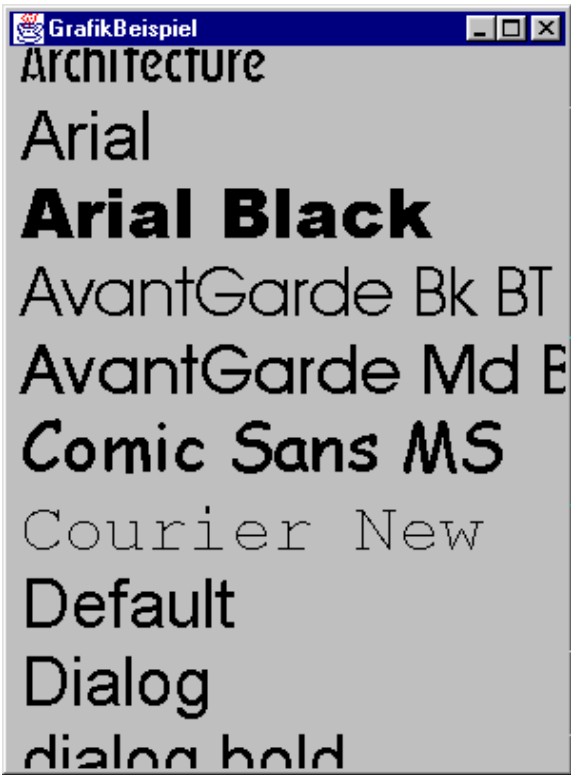 GrafikBeispiel
Architecture
Arial
Arial Black
AvantGarde Bk BT
AvantGarde Md B
Comic Sans MS
Courier New
Default
Dialog
dialog.bold